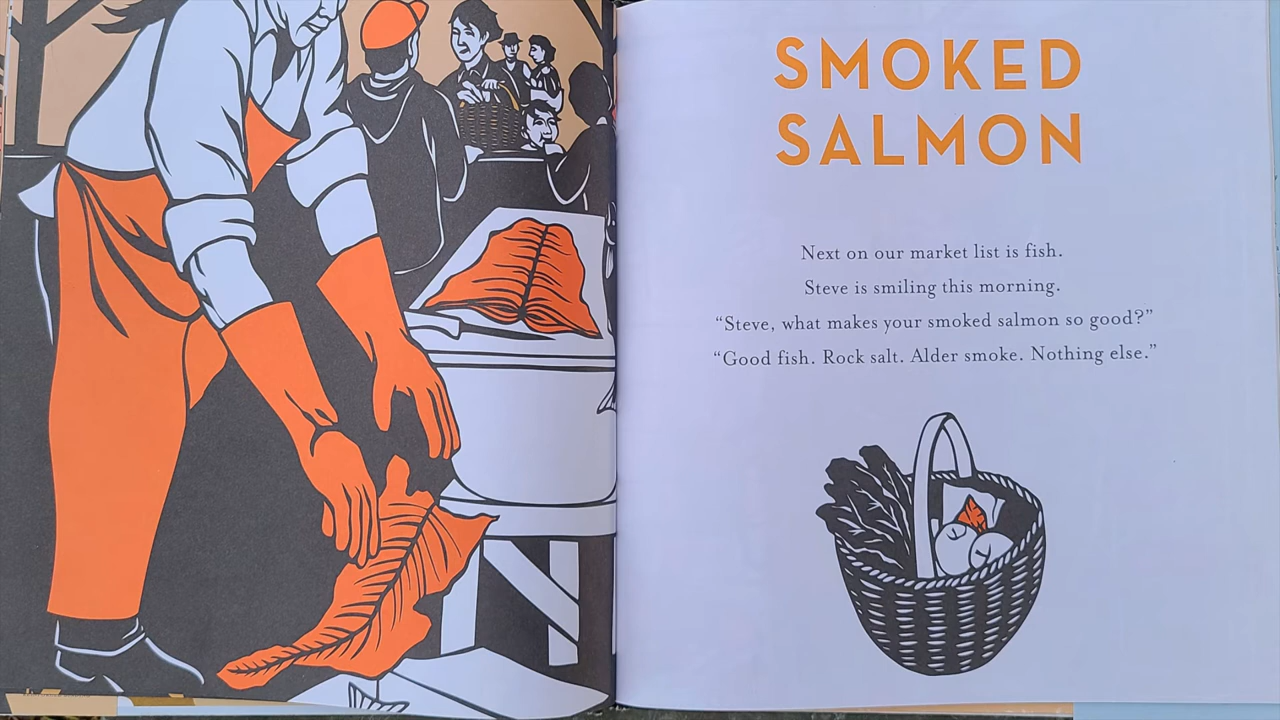 SMOKED
SALMON
Next on our market list is fish.
Steve is smiling this morning.
“Steve, what makes your smoked salmon so good?”
“Good fish. Rock salt. Alder smoke. Nothing else.”